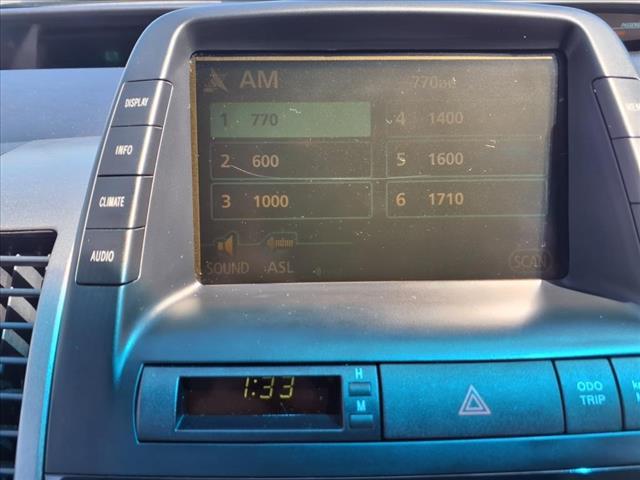 AM 770
1 770
4 1400
2 600
5 1600
3 1000
6 1710
SOUND ASL SCAN
DISPLAY
INFO
CLIMATE
AUDIO
1:33
H
M
ODO
TRIP